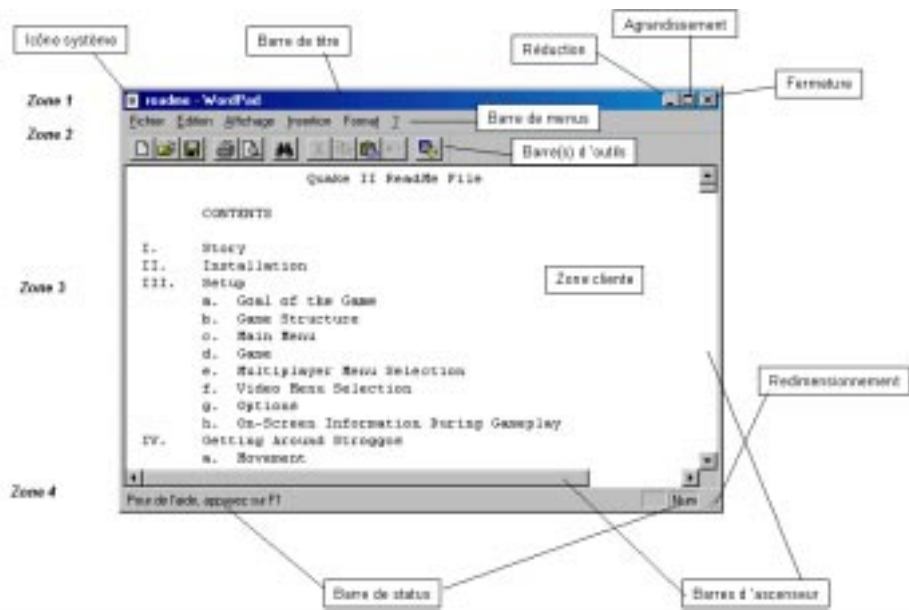 Agrandissement
Icône système
Barre de titre
Réduction
Fermeture
Zone 1
readme - WordPad
Zone 2
Fichier Edition Affichage Insertion Format ?
Barre de menus
Barre(s) d 'outils
Quake II ReadMe File
CONTENTS
I. Story
II. Installation
III. Setup
Zone cliente
Zone 3
a. Goal of the Game
b. Game Structure
c. Main Menu
d. Game
e. Multiplayer Menu Selection
f. Video Menu Selection
g. Options
h. On-Screen Information During Gameplay
Redimensionnement
IV. Getting Around Stroggos
a. Movement
Zone 4
Pour de l'aide, appuyez sur F1
Num
Barre de status
Barres d 'ascenseur